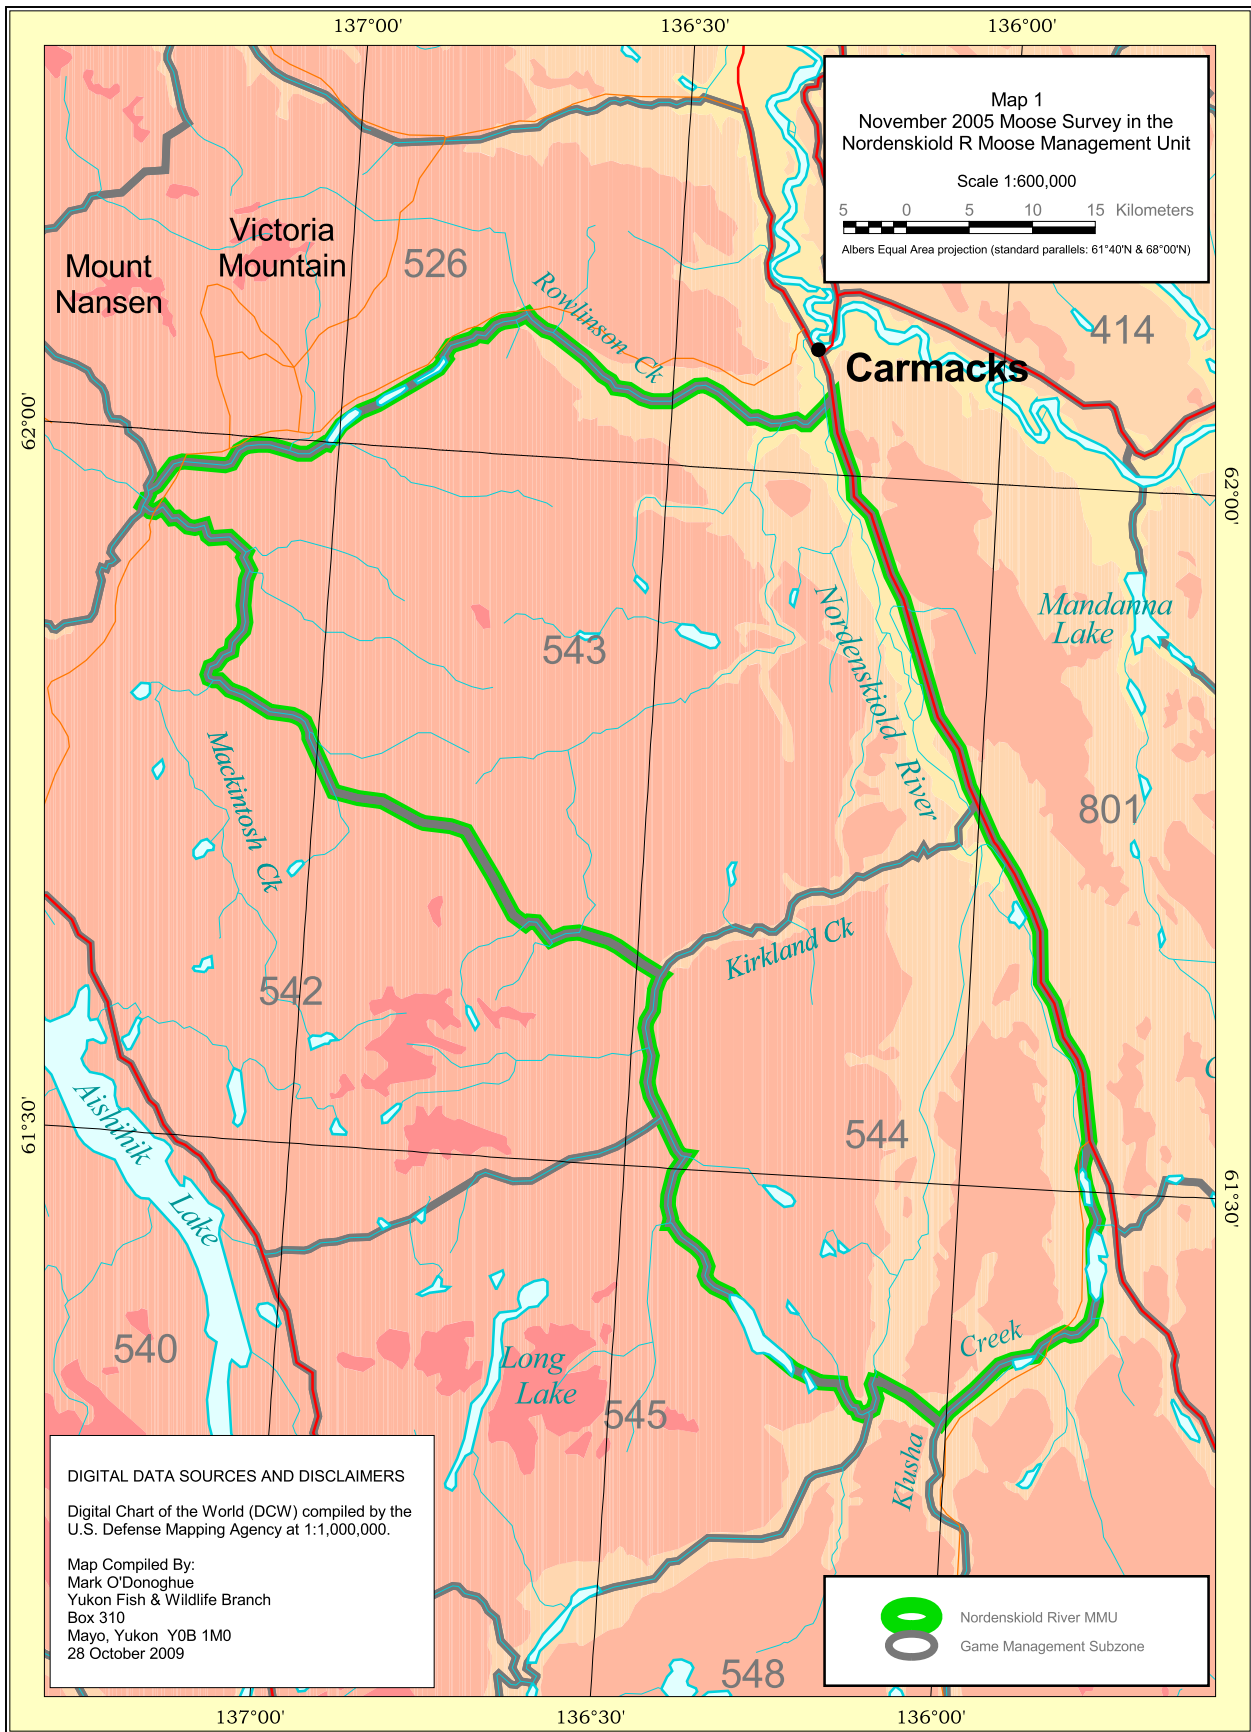 137°00'
136°30'
136°00'
Map 1
November 2005 Moose Survey in the
Nordenskiold R Moose Management Unit
Scale 1:600,000
5 0 5 10 15 Kilometers
Albers Equal Area projection (standard parallels: 61°40'N & 68°00'N)
Victoria
Mountain
Mount
Nansen
526
Rowlinson Ck
414
Carmacks
62°00'
62°00'
Mandanna
Lake
543
Nordenskiold River
Mackintosh Ck
801
Kirkland Ck
542
Aishihik Lake
61°30'
544
61°30'
540
Long
Lake
545
Klusha Creek
548
DIGITAL DATA SOURCES AND DISCLAIMERS
Digital Chart of the World (DCW) compiled by the
U.S. Defense Mapping Agency at 1:1,000,000.
Map Compiled By:
Mark O'Donoghue
Yukon Fish & Wildlife Branch
Box 310
Mayo, Yukon Y0B 1M0
28 October 2009
Nordenskiold River MMU
Game Management Subzone
137°00'
136°30'
136°00'